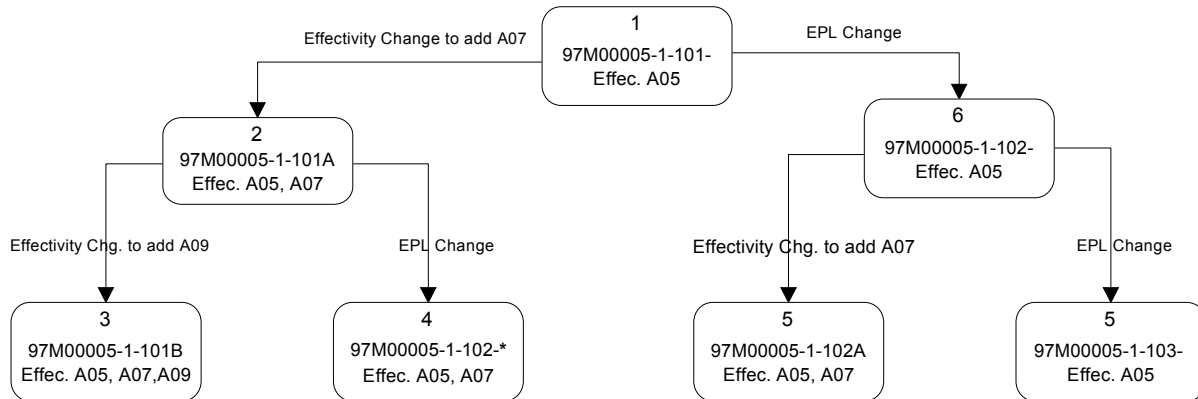 1
97M00005-1-101-
Effec. A05
Effectivity Change to add A07
EPL Change
2
97M00005-1-101A
Effec. A05, A07
6
97M00005-1-102-
Effec. A05
Effectivity Chg. to add A09
EPL Change
Effectivity Chg. to add A07
EPL Change
3
97M00005-1-101B
Effec. A05, A07,A09
4
97M00005-1-102-*
Effec. A05, A07
5
97M00005-1-102A
Effec. A05, A07
5
97M00005-1-103-
Effec. A05